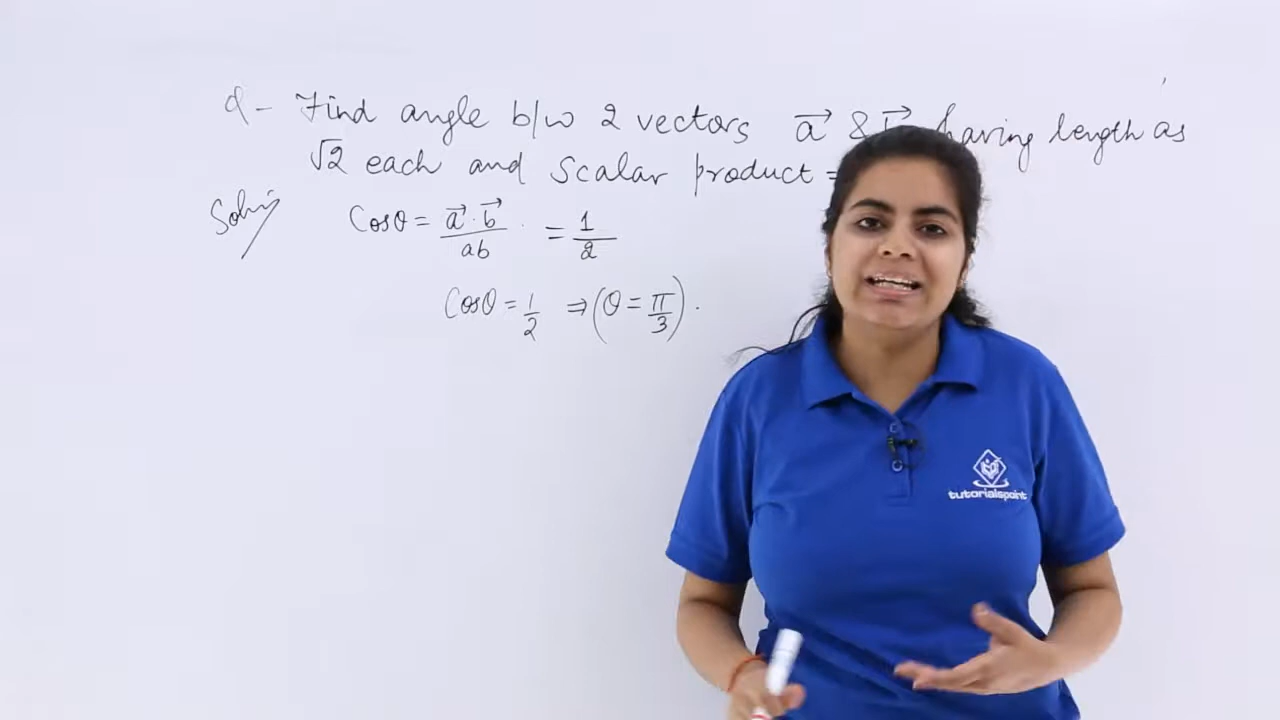 Q- Find angle b/w 2 vectors a⃗ & having length as
√2 each and scalar product =
Soln Cosθ = a⃗ · b⃗ / ab = 1/2
Cosθ = 1/2 ⇒ (θ = π/3).
tutorialspoint